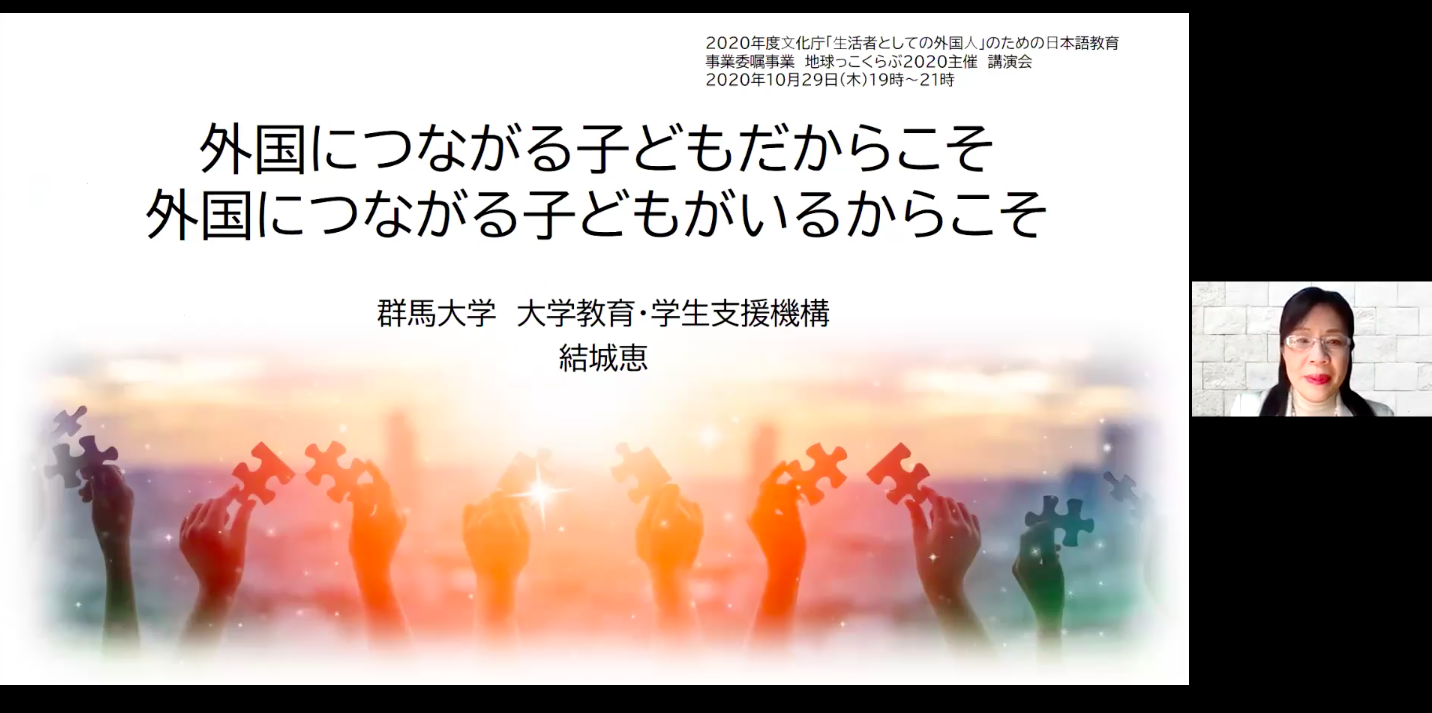 2020年度文化庁「生活者としての外国人」のための日本語教育
事業委嘱事業 地球っこくらぶ2020主催 講演会
2020年10月29日(木)19時~21時
外国につながる子どもだからこそ
外国につながる子どもがいるからこそ
群馬大学 大学教育・学生支援機構
結城恵